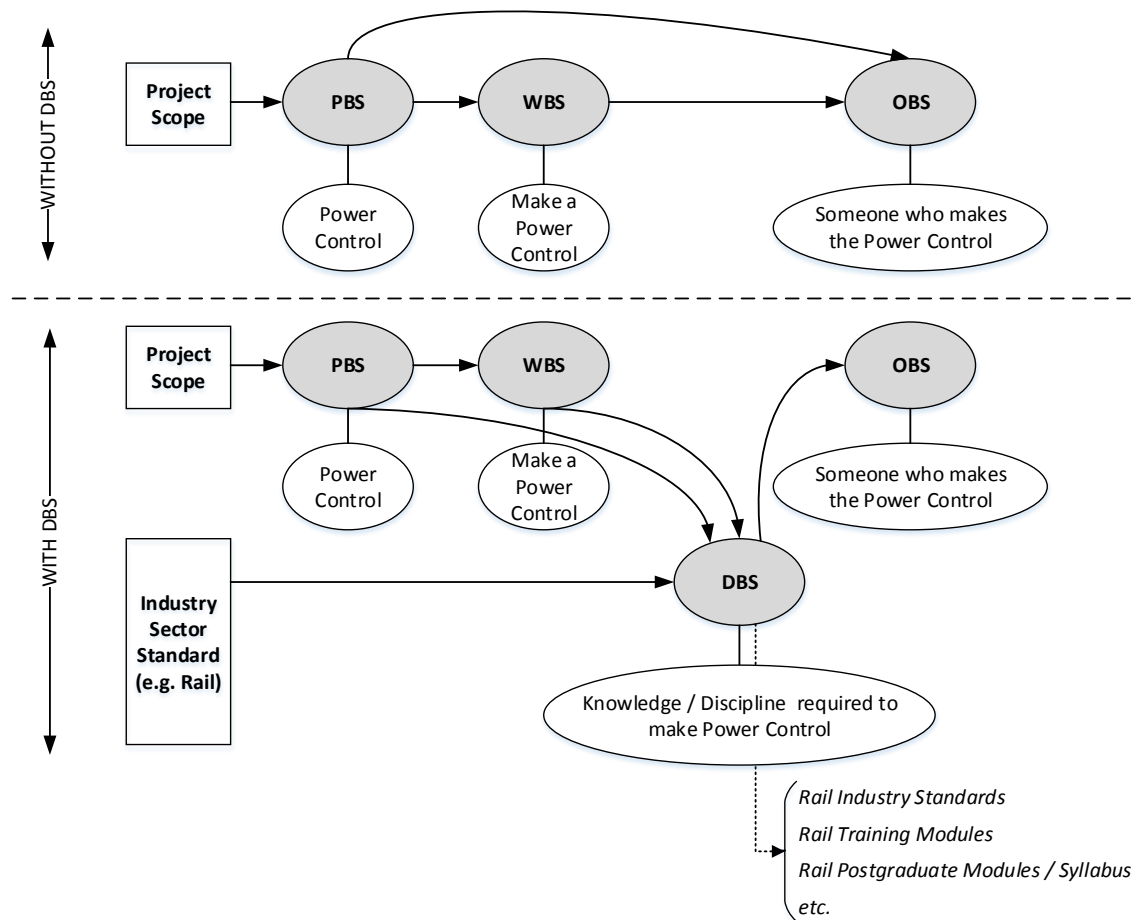 WITHOUT DBS
Project
Scope
PBS
WBS
OBS
Power
Control
Make a
Power
Control
Someone who makes
the Power Control
WITH DBS
Project
Scope
PBS
WBS
OBS
Power
Control
Make a
Power
Control
Someone who makes
the Power Control
Industry
Sector
Standard
(e.g. Rail)
DBS
Knowledge / Discipline required to
make Power Control
Rail Industry Standards
Rail Training Modules
Rail Postgraduate Modules / Syllabus
etc.